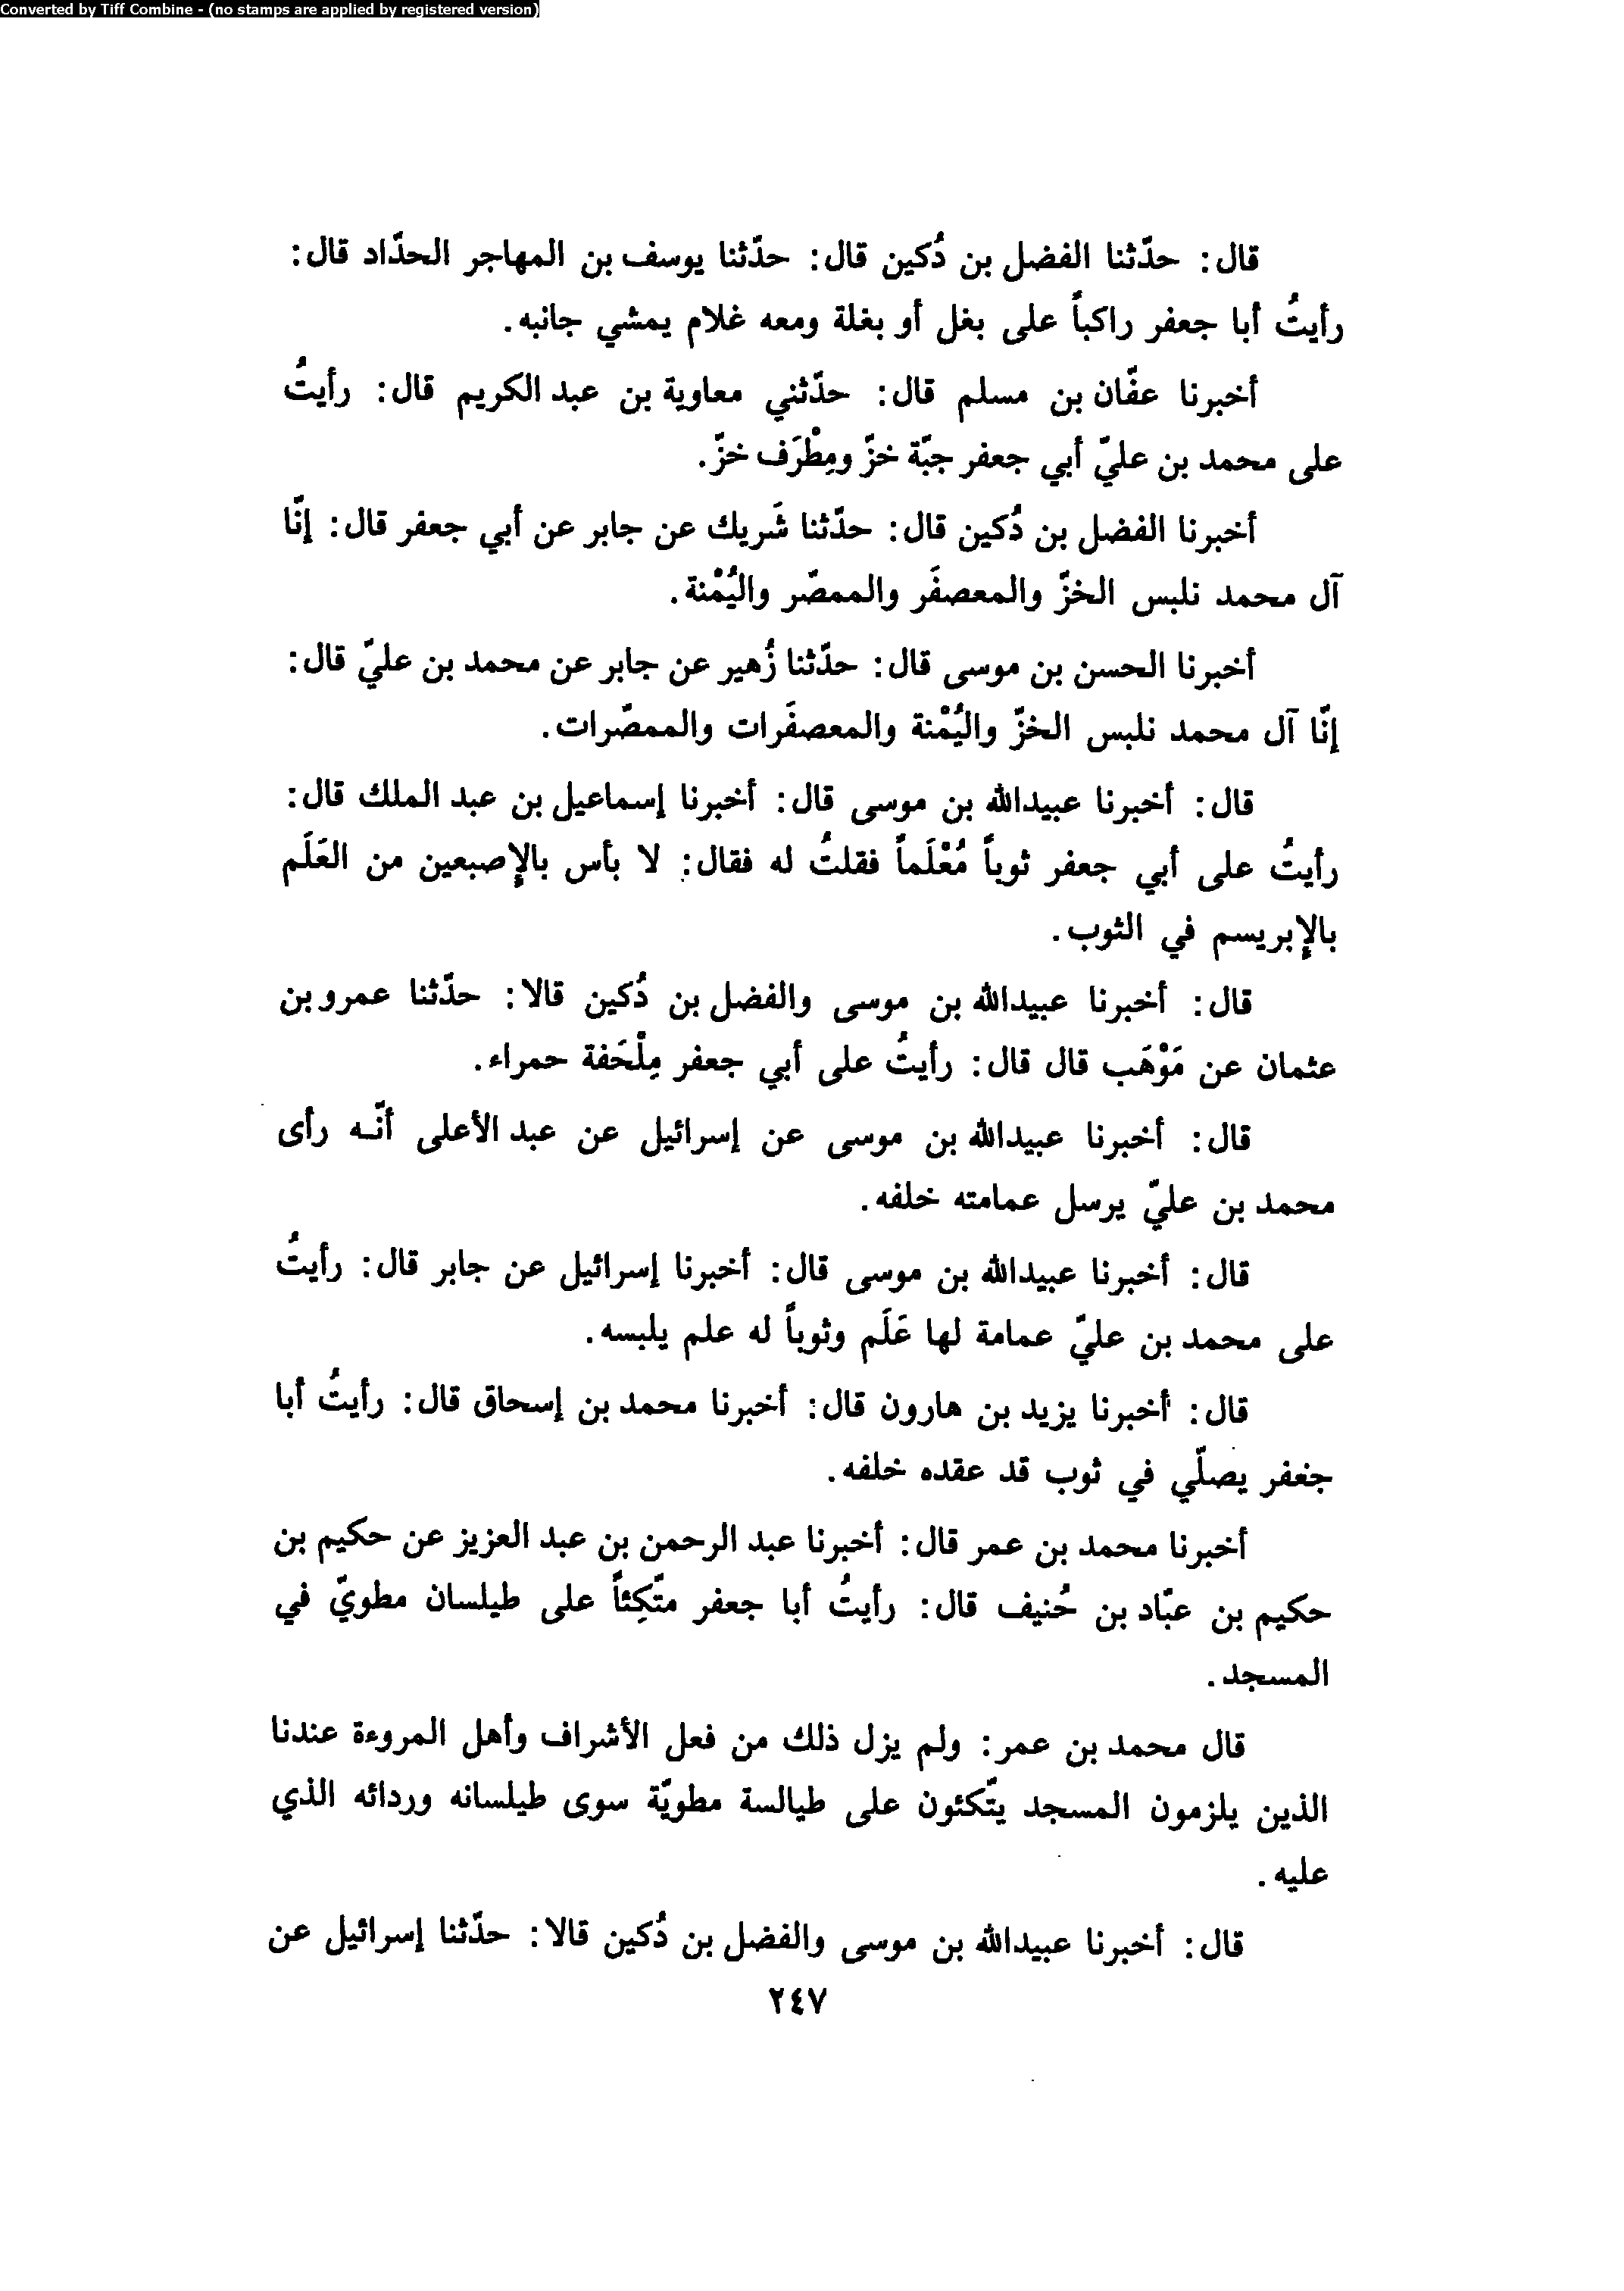 Converted by Tiff Combine - (no stamps are applied by registered version)
قال: حدّثنا الفضل بن دُكين قال: حدّثنا يوسف بن المهاجر الحدّاد قال:
رأيتُ أبا جعفر راكباً على بغل أو بغلة ومعه غلام يمشي جانبه.
أخبرنا عفّان بن مسلم قال: حدّثني معاوية بن عبد الكريم قال: رأيتُ
على محمد بن عليّ أبي جعفر جبّة خزّ ومِطْرَف خزّ.
أخبرنا الفضل بن دُكين قال: حدّثنا شَريك عن جابر عن أبي جعفر قال: إنّا
آل محمد نلبس الخزّ والمعصفَر والممصّر واليُمْنة.
أخبرنا الحسن بن موسى قال: حدّثنا زُهير عن جابر عن محمد بن عليّ قال:
إنّا آل محمد نلبس الخزّ واليُمْنة والمعصفَرات والممصّرات.
قال: أخبرنا عبيدالله بن موسى قال: أخبرنا إسماعيل بن عبد الملك قال:
رأيتُ على أبي جعفر ثوباً مُعْلَماً فقلتُ له فقال: لا بأس بالإصبعين من العَلَم
بالإبريسم في الثوب.
قال: أخبرنا عبيدالله بن موسى والفضل بن دُكين قالا: حدّثنا عمرو بن
عثمان عن مَوْهَب قال قال: رأيتُ على أبي جعفر مِلْحَفة حمراء.
قال: أخبرنا عبيدالله بن موسى عن إسرائيل عن عبد الأعلى أنّه رأى
محمد بن عليّ يرسل عمامته خلفه.
قال: أخبرنا عبيدالله بن موسى قال: أخبرنا إسرائيل عن جابر قال: رأيتُ
على محمد بن عليّ عمامة لها عَلَم وثوباً له علم يلبسه.
قال: أخبرنا يزيد بن هارون قال: أخبرنا محمد بن إسحاق قال: رأيتُ أبا
جعفر يصلّي في ثوب قد عقده خلفه.
أخبرنا محمد بن عمر قال: أخبرنا عبد الرحمن بن عبد العزيز عن حكيم بن
حكيم بن عبّاد بن حُنيف قال: رأيتُ أبا جعفر متّكِئاً على طيلسان مطويّ في
المسجد.
قال محمد بن عمر: ولم يزل ذلك من فعل الأشراف وأهل المروءة عندنا
الذين يلزمون المسجد يتّكئون على طيالسة مطويّة سوى طيلسانه وردائه الذي
عليه.
قال: أخبرنا عبيدالله بن موسى والفضل بن دُكين قالا: حدّثنا إسرائيل عن
٢٤٧